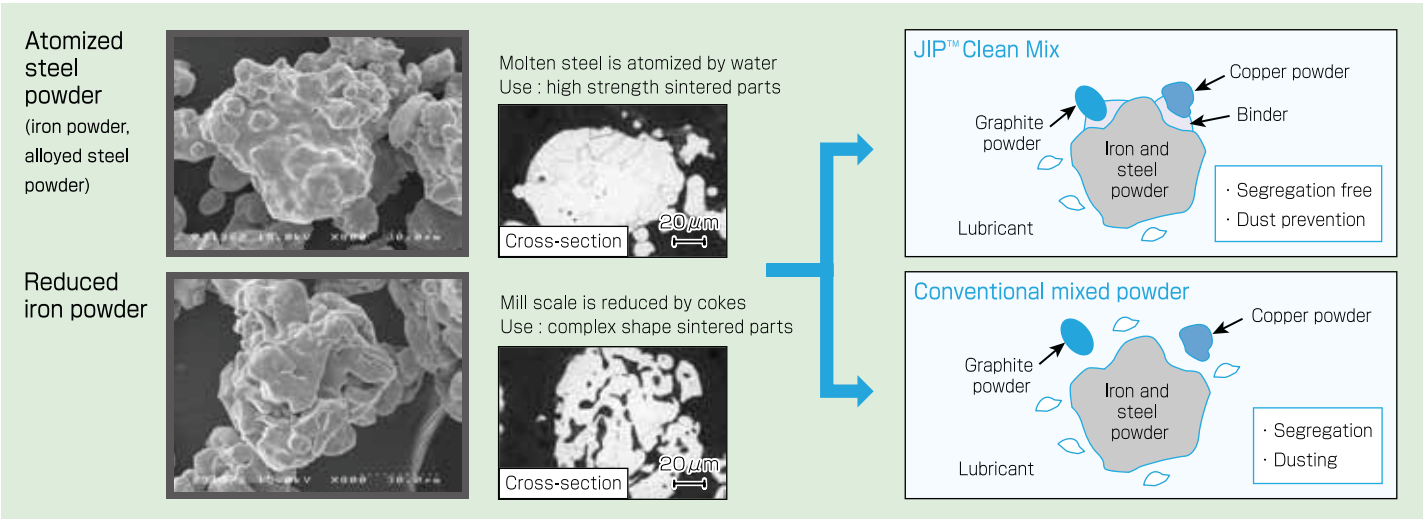 Atomized
steel
powder
(iron powder,
alloyed steel
powder)
Molten steel is atomized by water
Use : high strength sintered parts
20μm
Cross-section
Reduced
iron powder
Mill scale is reduced by cokes
Use : complex shape sintered parts
20μm
Cross-section
JIP™ Clean Mix
Copper powder
Binder
Graphite
powder
Iron and
steel
powder
Lubricant
· Segregation free
· Dust prevention
Conventional mixed powder
Copper powder
Graphite
powder
Iron and
steel
powder
Lubricant
· Segregation
· Dusting